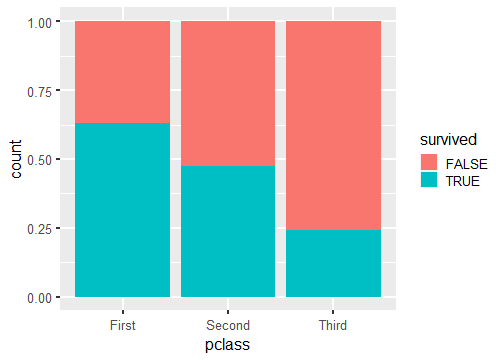 1.00
0.75
0.50
0.25
0.00
count
First Second Third
pclass
survived
FALSE
TRUE